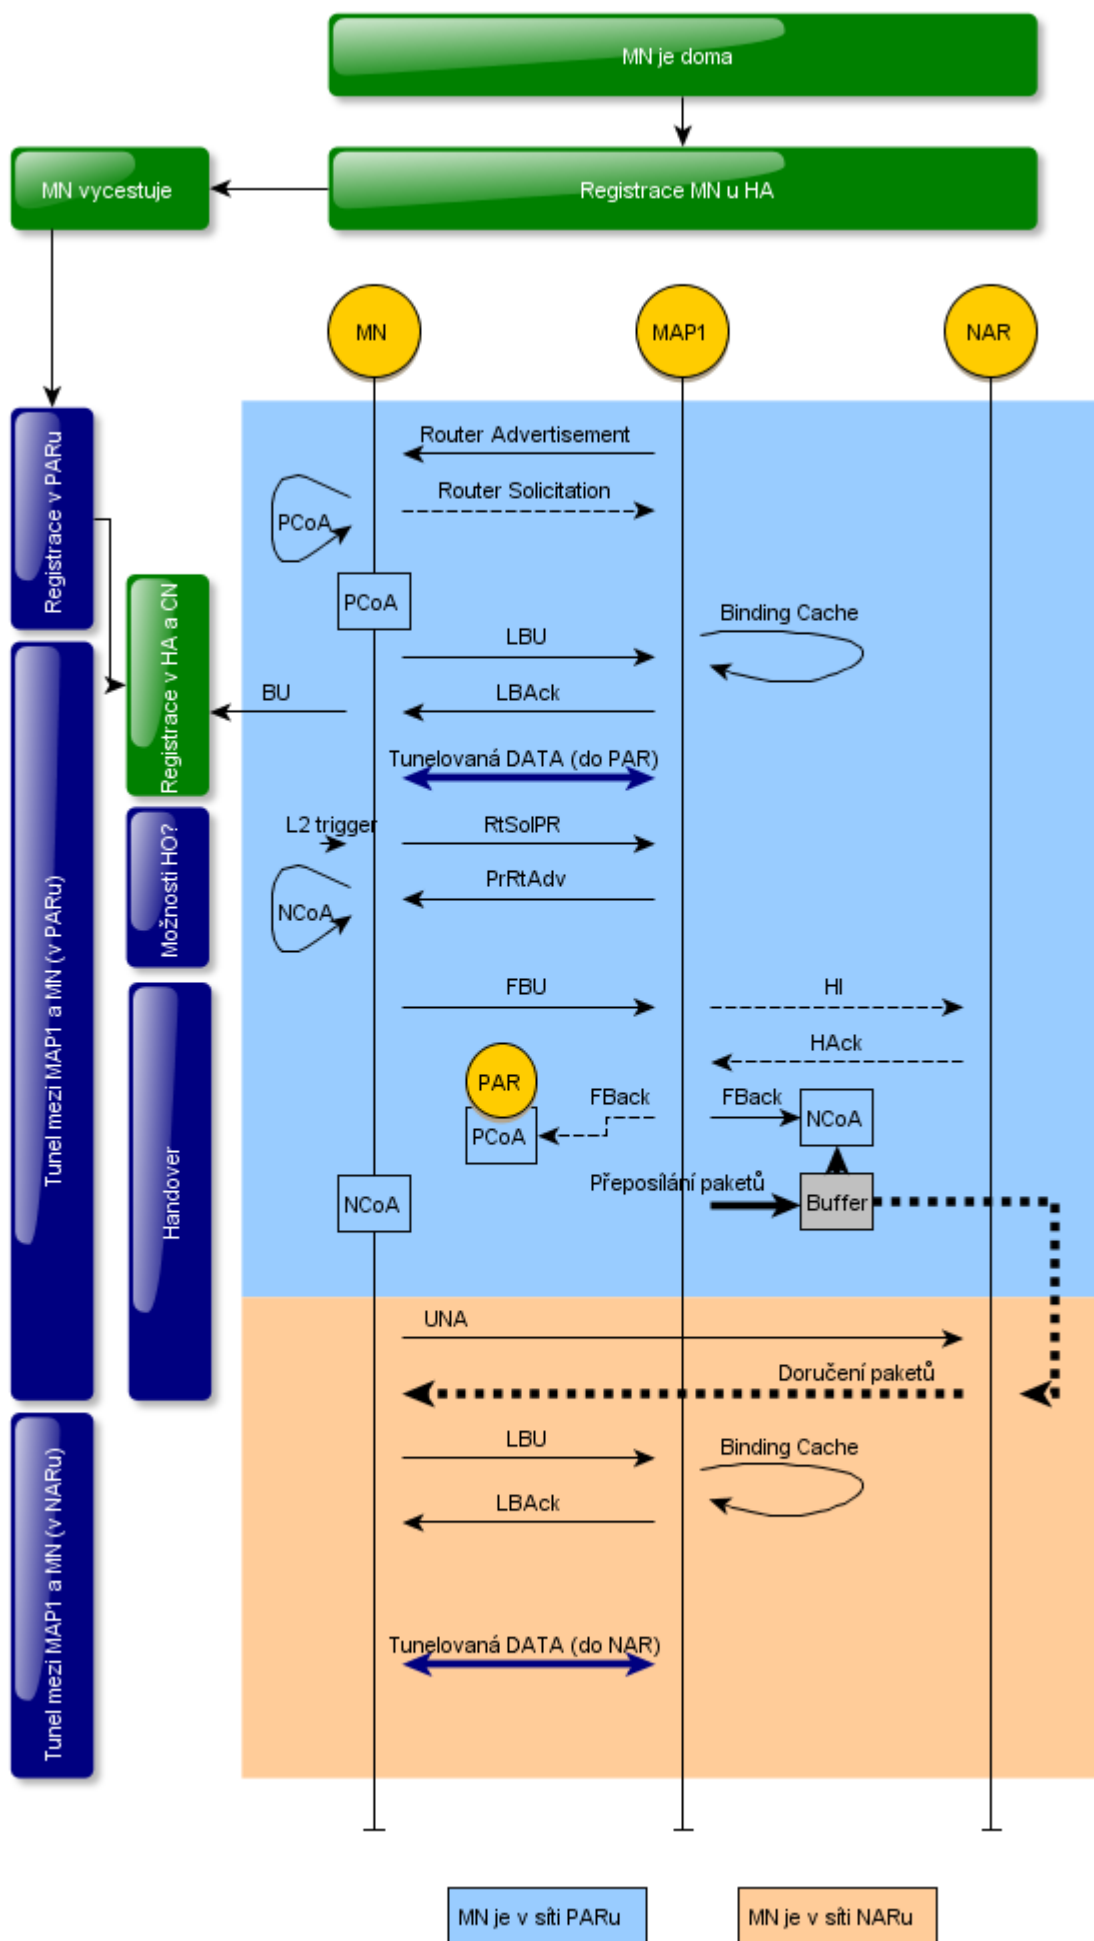 MN je doma
MN vycestuje
Registrace MN u HA
MN
MAP1
NAR
Registrace v PARu
Router Advertisement
Router Solicitation
PCoA
Registrace v HA a CN
PCoA
Binding Cache
LBU
BU
LBAck
Tunel mezi MAP1 a MN (v PARu)
Tunelovaná DATA (do PAR)
Možnosti HO?
L2 trigger
RtSolPR
PrRtAdv
NCoA
Handover
FBU
HI
HAck
PAR
FBack
FBack
PCoA
NCoA
Přeposílání paketů
NCoA
Buffer
UNA
Doručení paketů
Tunel mezi MAP1 a MN (v NARu)
LBU
Binding Cache
LBAck
Tunelovaná DATA (do NAR)
MN je v síti PARu
MN je v síti NARu